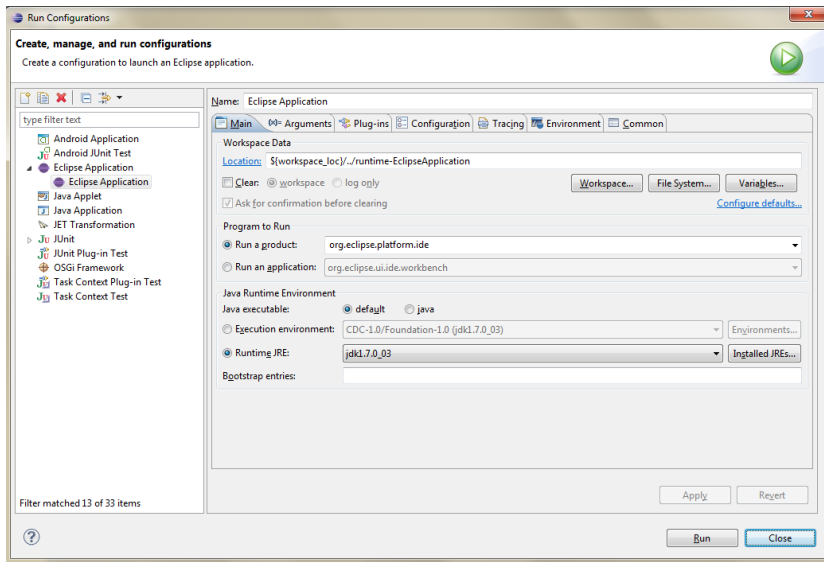 Run Configurations
Create, manage, and run configurations
Create a configuration to launch an Eclipse application.
type filter text
Android Application
Android JUnit Test
Eclipse Application
Eclipse Application
Java Applet
Java Application
JET Transformation
JUnit
JUnit Plug-in Test
OSGi Framework
Task Context Plug-in Test
Task Context Test
Filter matched 13 of 33 items
Name: Eclipse Application
Main (x)= Arguments Plug-ins Configuration Tracing Environment Common
Workspace Data
Location: ${workspace_loc}/../runtime-EclipseApplication
Clear: workspace log only Workspace... File System... Variables...
Ask for confirmation before clearing Configure defaults...
Program to Run
Run a product: org.eclipse.platform.ide
Run an application: org.eclipse.ui.ide.workbench
Java Runtime Environment
Java executable: default java
Execution environment: CDC-1.0/Foundation-1.0 (jdk1.7.0_03) Environments...
Runtime JRE: jdk1.7.0_03 Installed JREs...
Bootstrap entries:
Apply Revert
? Run Close